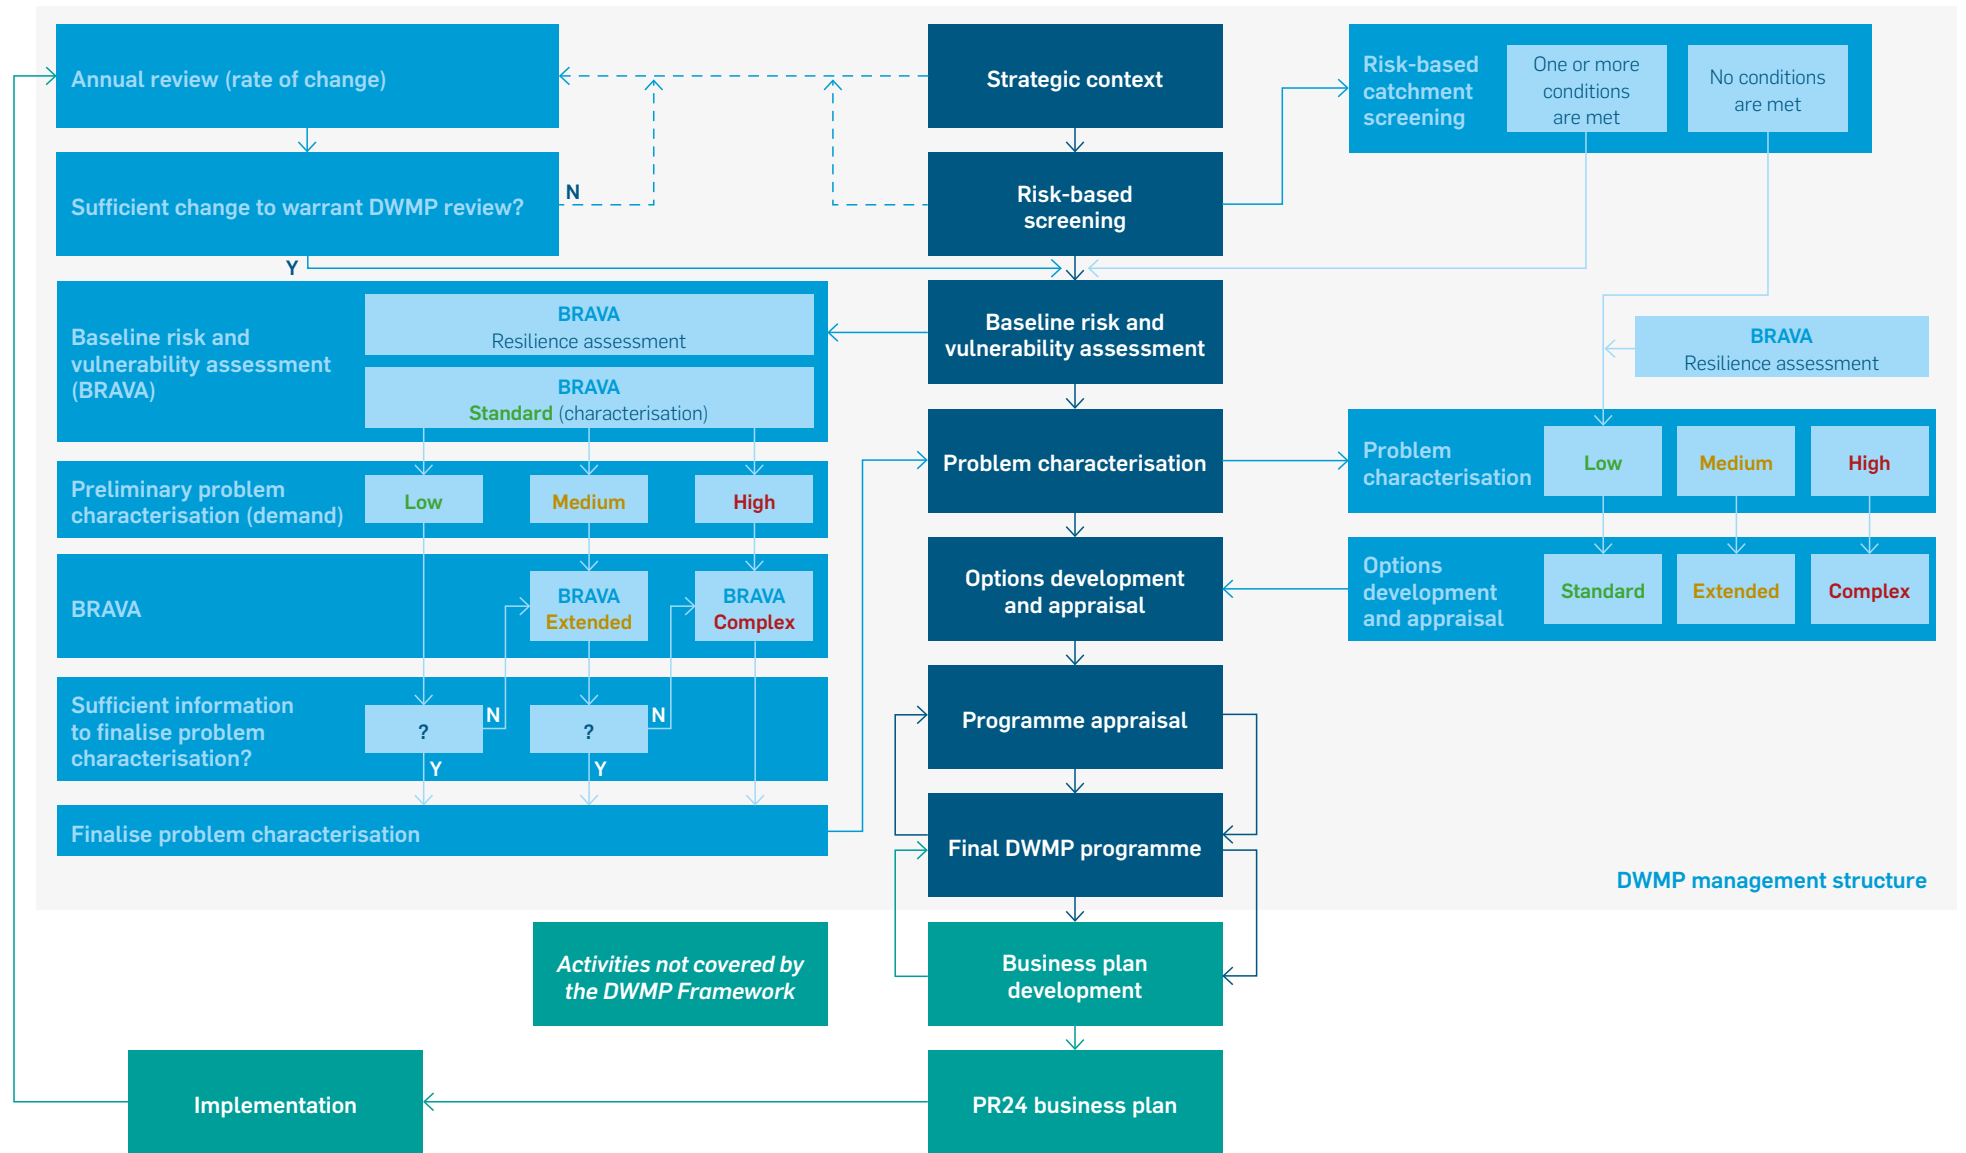 Annual review (rate of change)
Strategic context
Risk-based
catchment
screening
One or more
conditions
are met
No conditions
are met
Sufficient change to warrant DWMP review?
N
Y
Risk-based
screening
Baseline risk and
vulnerability assessment
(BRAVA)
BRAVA
Resilience assessment
BRAVA
Standard (characterisation)
Baseline risk and
vulnerability assessment
BRAVA
Resilience assessment
Preliminary problem
characterisation (demand)
Low
Medium
High
Problem characterisation
Problem
characterisation
Low
Medium
High
BRAVA
BRAVA
Extended
BRAVA
Complex
Options development
and appraisal
Options
development
and appraisal
Standard
Extended
Complex
Sufficient information
to finalise problem
characterisation?
?
N
Y
?
N
Y
Programme appraisal
Finalise problem characterisation
Final DWMP programme
DWMP management structure
Activities not covered by
the DWMP Framework
Business plan
development
Implementation
PR24 business plan